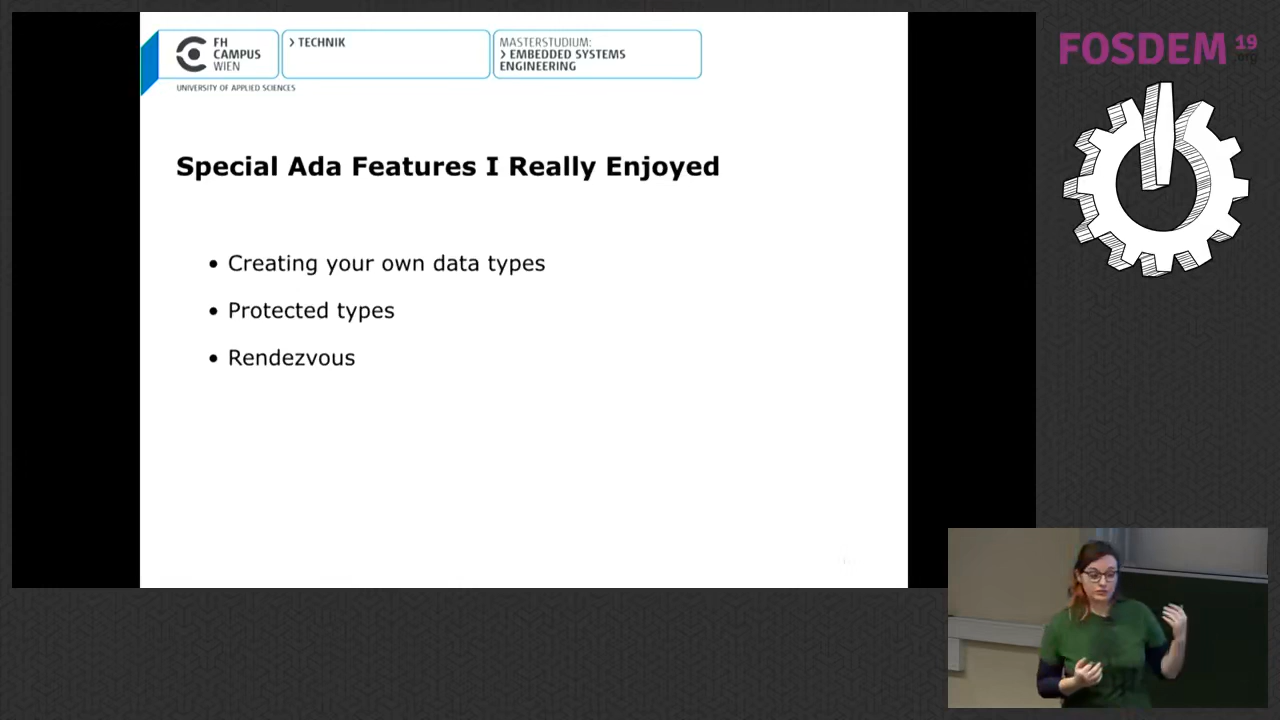 FH
CAMPUS
WIEN
> TECHNIK
MASTERSTUDIUM:
> EMBEDDED SYSTEMS
ENGINEERING
UNIVERSITY OF APPLIED SCIENCES
FOSDEM 19
.org
Special Ada Features I Really Enjoyed
• Creating your own data types
• Protected types
• Rendezvous